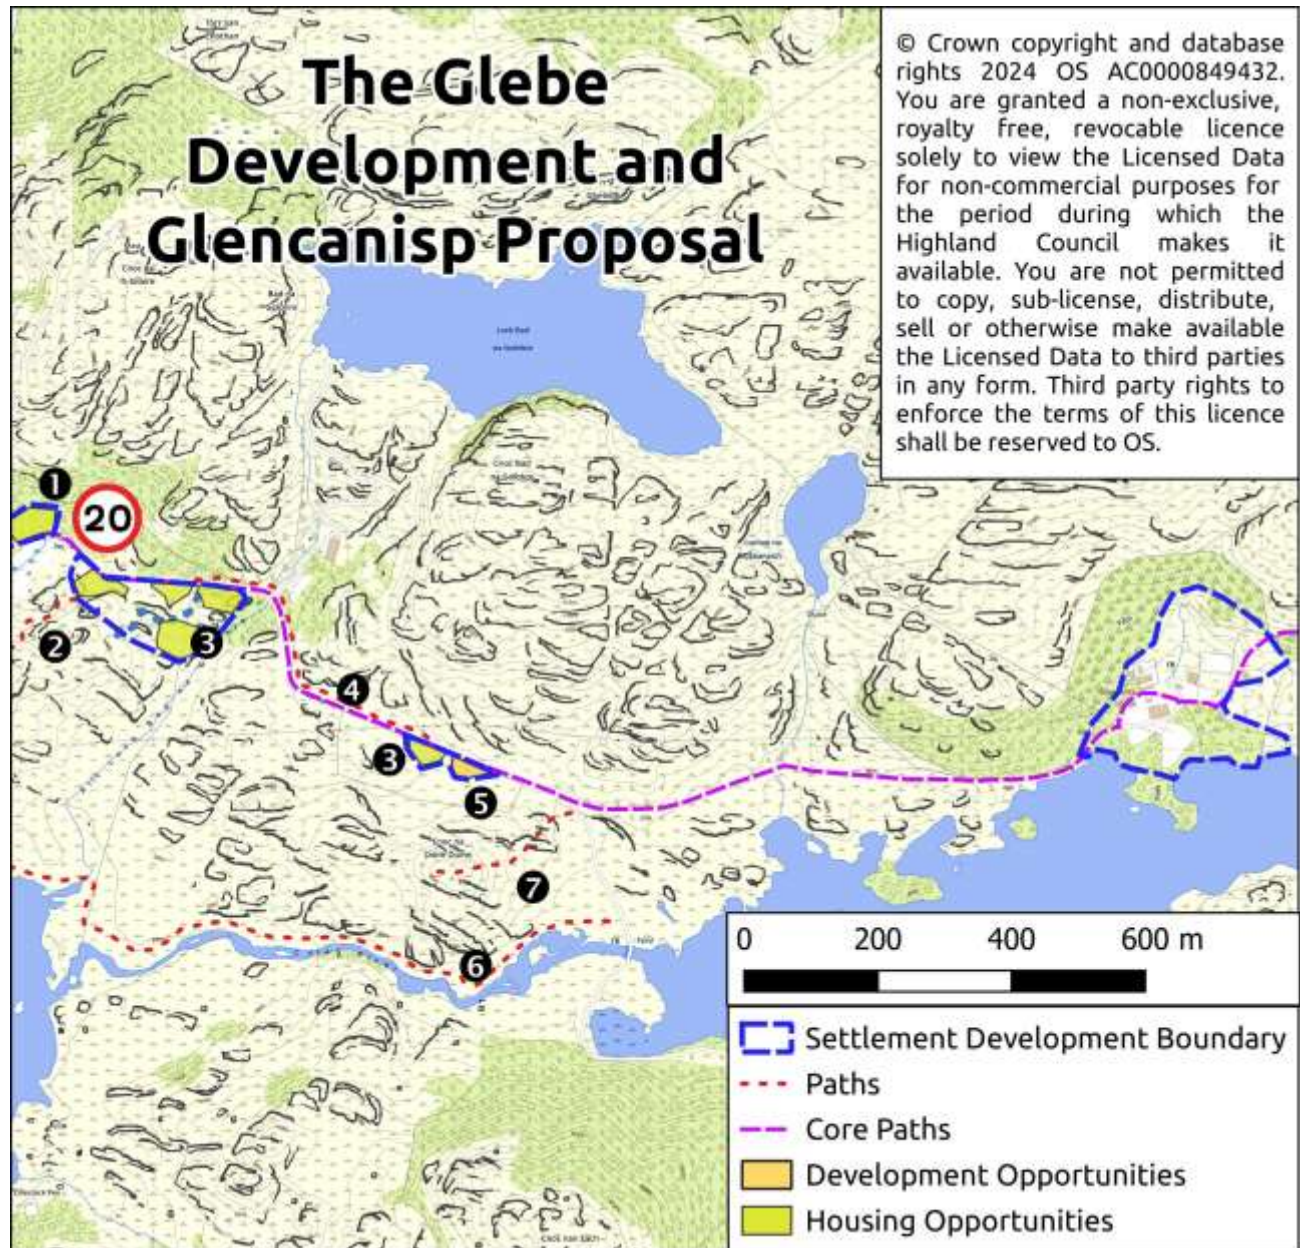 The Glebe
Development and
Glencanisp Proposal
© Crown copyright and database
rights 2024 OS AC0000849432.
You are granted a non-exclusive,
royalty free, revocable licence
solely to view the Licensed Data
for non-commercial purposes for
the period during which the
Highland Council makes it
available. You are not permitted
to copy, sub-license, distribute,
sell or otherwise make available
the Licensed Data to third parties
in any form. Third party rights to
enforce the terms of this licence
shall be reserved to OS.
1
20
2
3
4
3
5
7
6
0 200 400 600 m
Settlement Development Boundary
Paths
Core Paths
Development Opportunities
Housing Opportunities